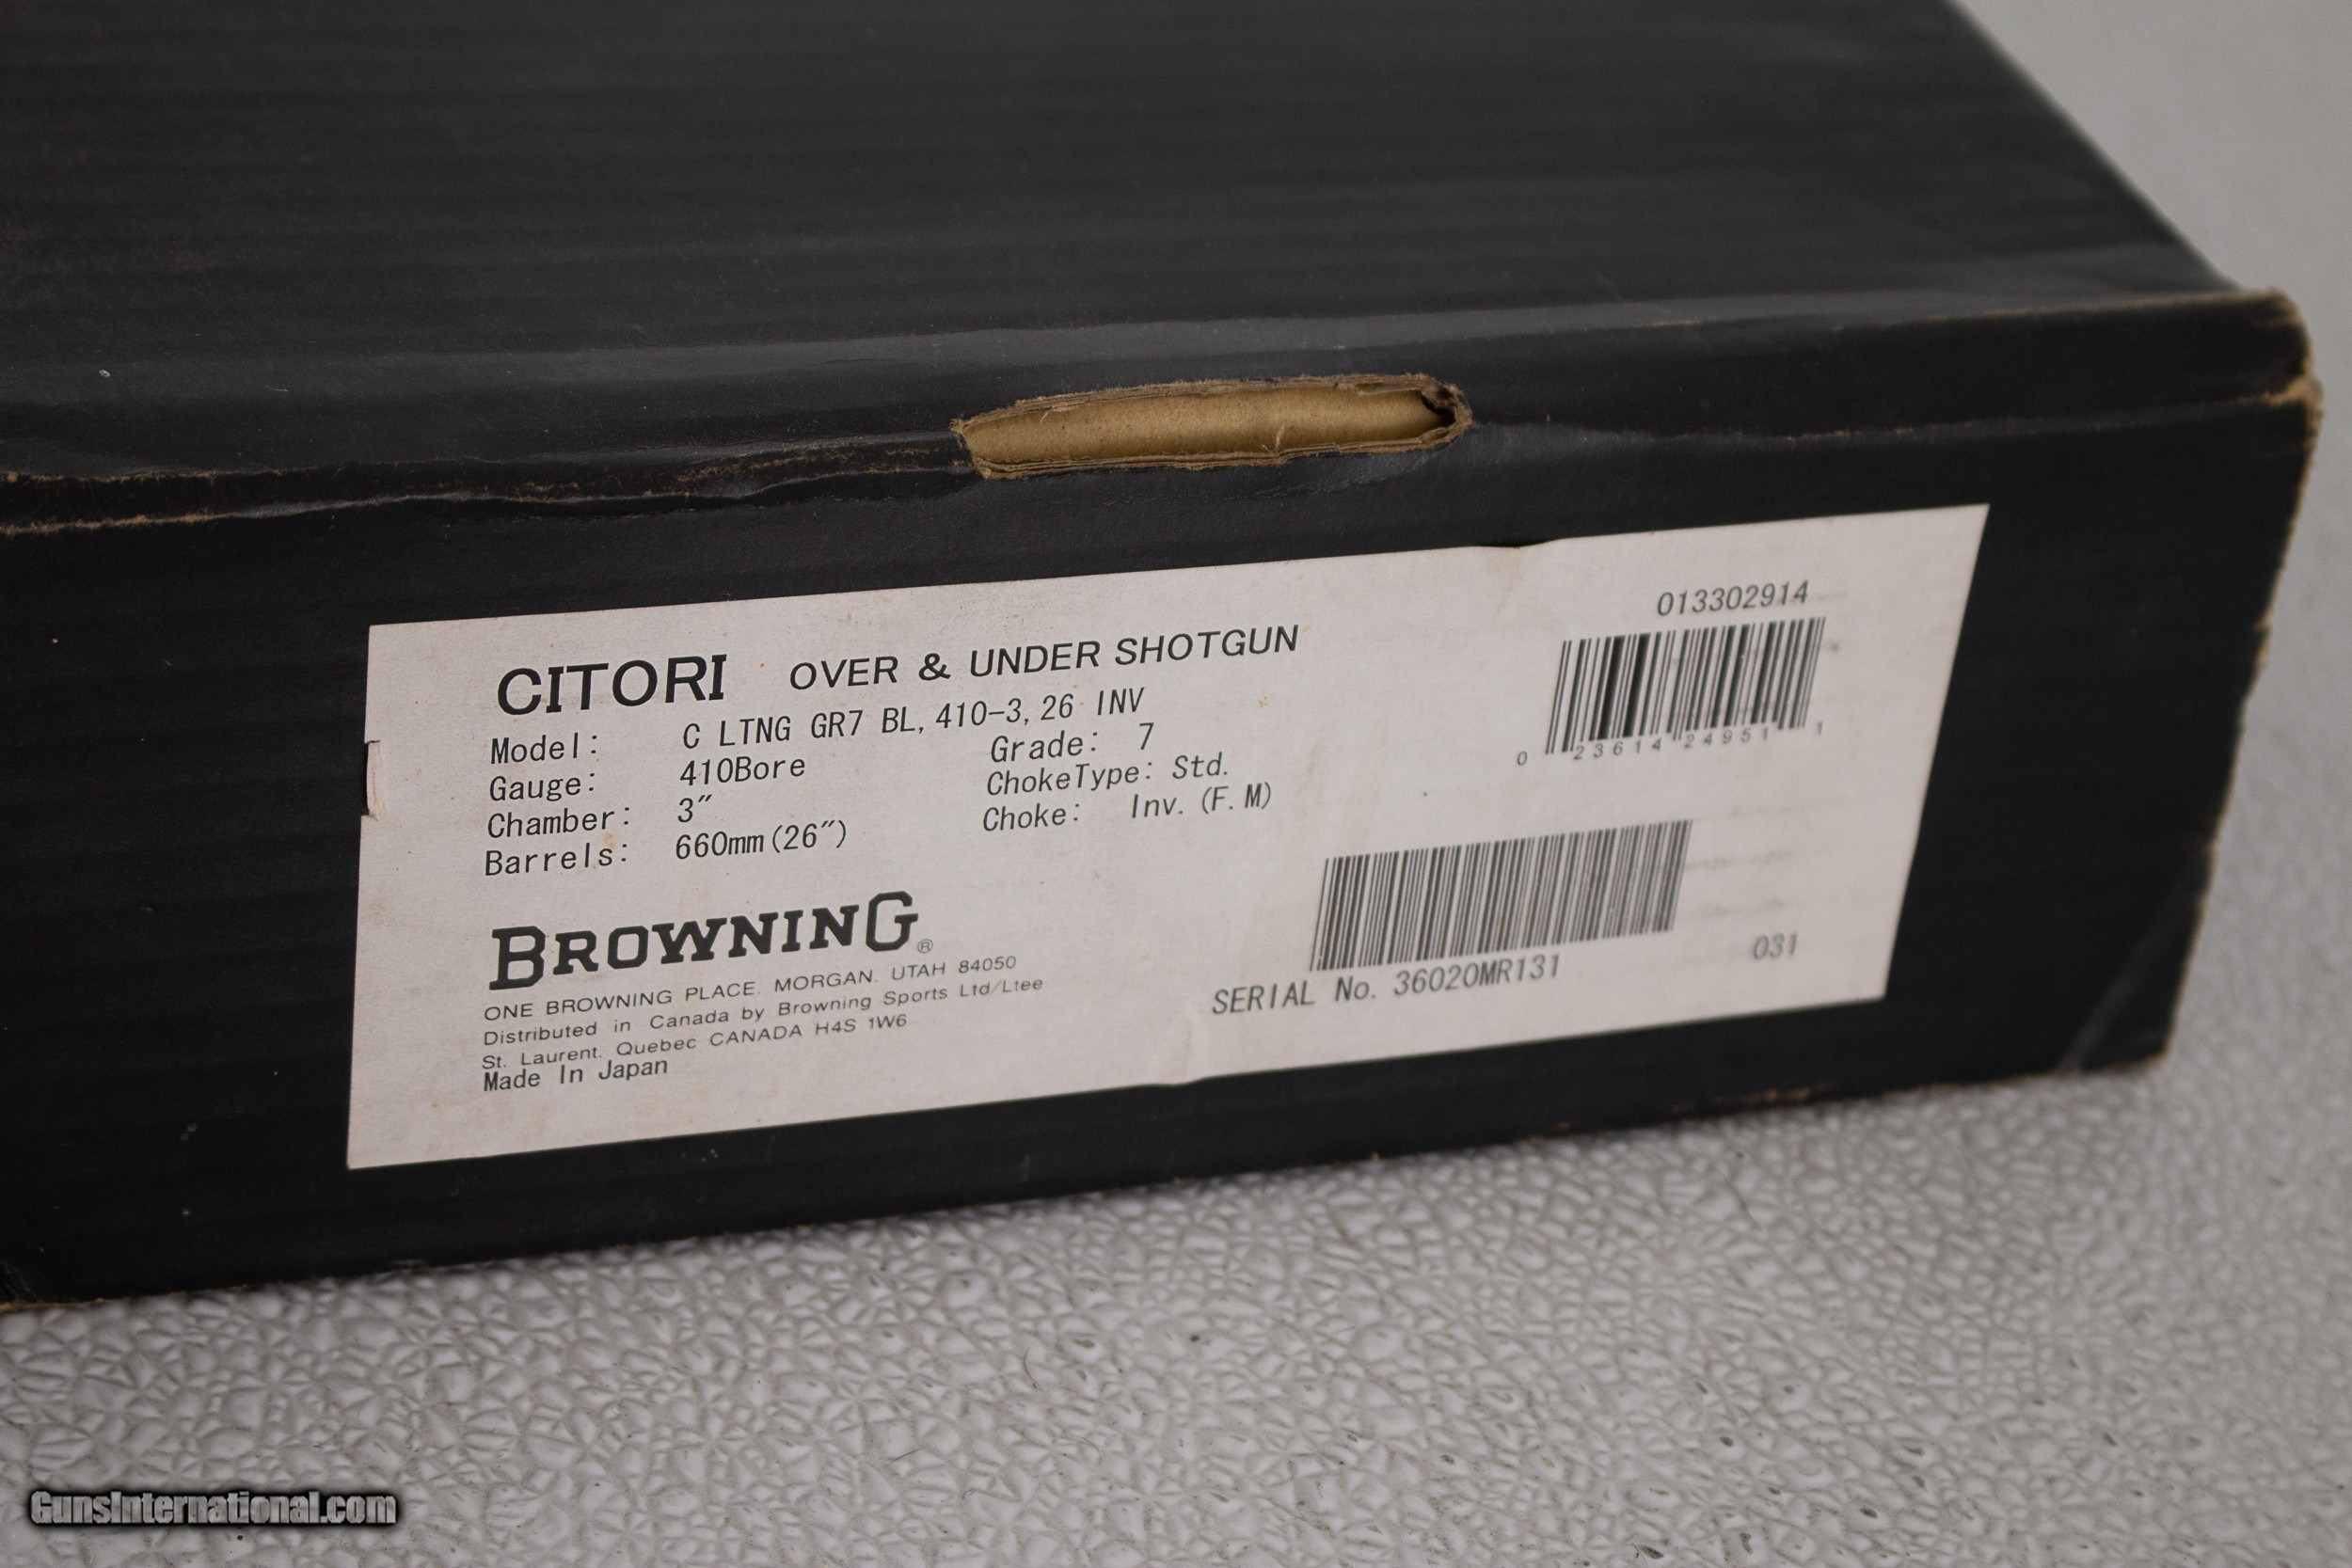 CITORI OVER & UNDER SHOTGUN
Model: C LTNG GR7 BL, 410-3, 26 INV
Gauge: 410Bore Grade: 7
Chamber: 3" ChokeType: Std.
Barrels: 660mm(26") Choke: Inv. (F. M)
013302914
0 23614 24951 1
BROWNING®
ONE BROWNING PLACE. MORGAN. UTAH 84050
Distributed in Canada by Browning Sports Ltd/Ltee
St. Laurent. Quebec CANADA H4S 1W6
Made In Japan
SERIAL No. 36020MR131
031
GunsInternational.com